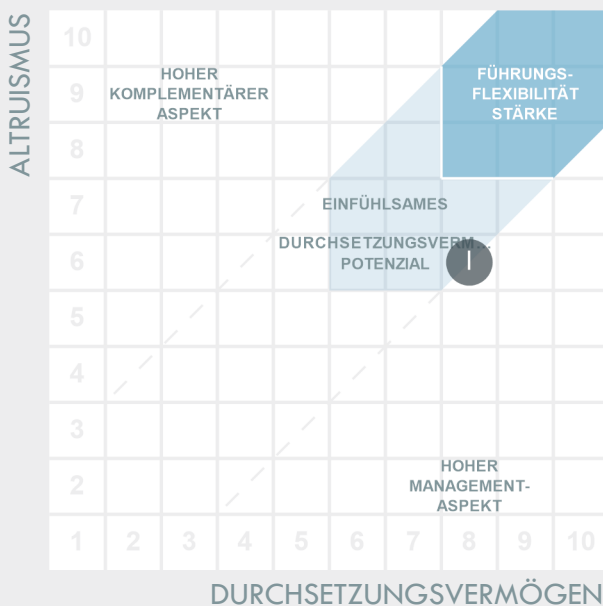 ALTRUISMUS
10
9
8
7
6
5
4
3
2
1 2 3 4 5 6 7 8 9 10
HOHER
KOMPLEMENTÄRER
ASPEKT
FÜHRUNGS-
FLEXIBILITÄT
STÄRKE
EINFÜHLSAMES
DURCHSETZUNGSVERM...
POTENZIAL
I
HOHER
MANAGEMENT-
ASPEKT
DURCHSETZUNGSVERMÖGEN